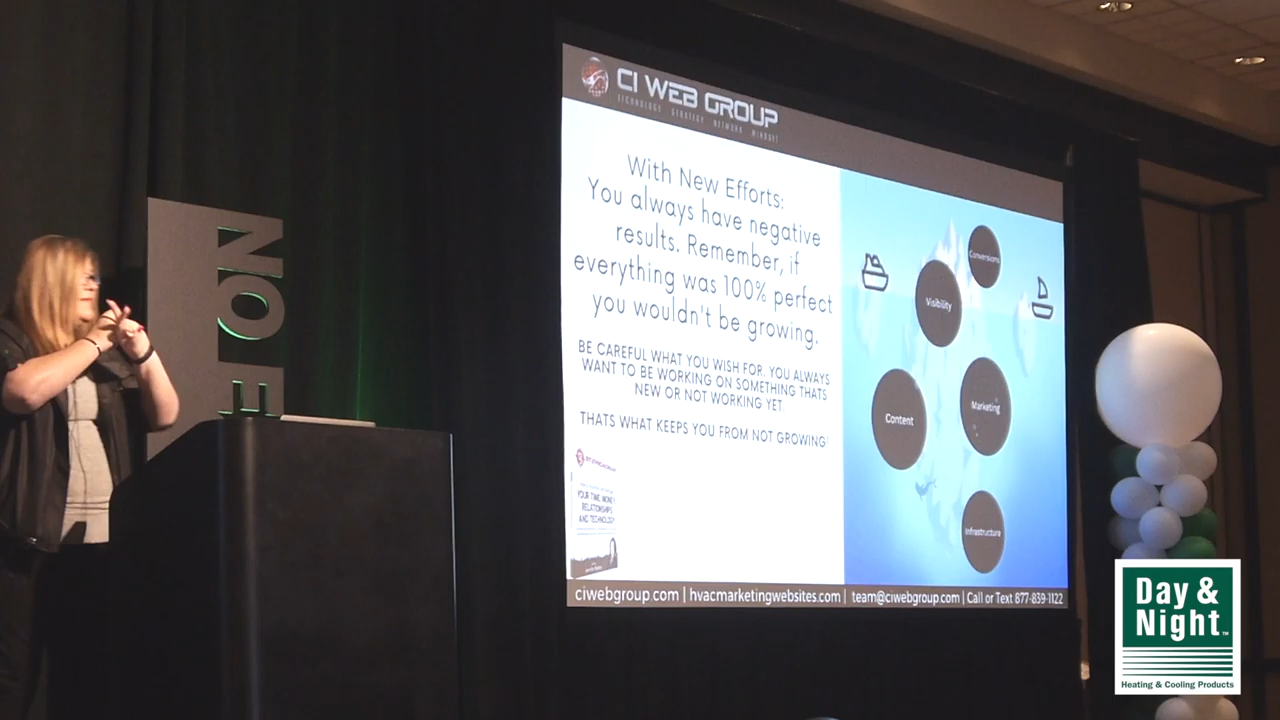 CI WEB GROUP
TECHNOLOGY STRATEGY NETWORK MINDSET
With New Efforts:
You always have negative
results. Remember, if
everything was 100% perfect
you wouldn't be growing.
BE CAREFUL WHAT YOU WISH FOR. YOU ALWAYS
WANT TO BE WORKING ON SOMETHING THATS
NEW OR NOT WORKING YET.
THATS WHAT KEEPS YOU FROM NOT GROWING!
YOUR TIME, MONEY
RELATIONSHIPS
AND TECHNOLOGY
Conversions
Visibility
Content
Marketing
Infrastructure
ciwebgroup.com | hvacmarketingwebsites.com | team@ciwebgroup.com | Call or Text 877-839-1122
Day &
Night™
Heating & Cooling Products